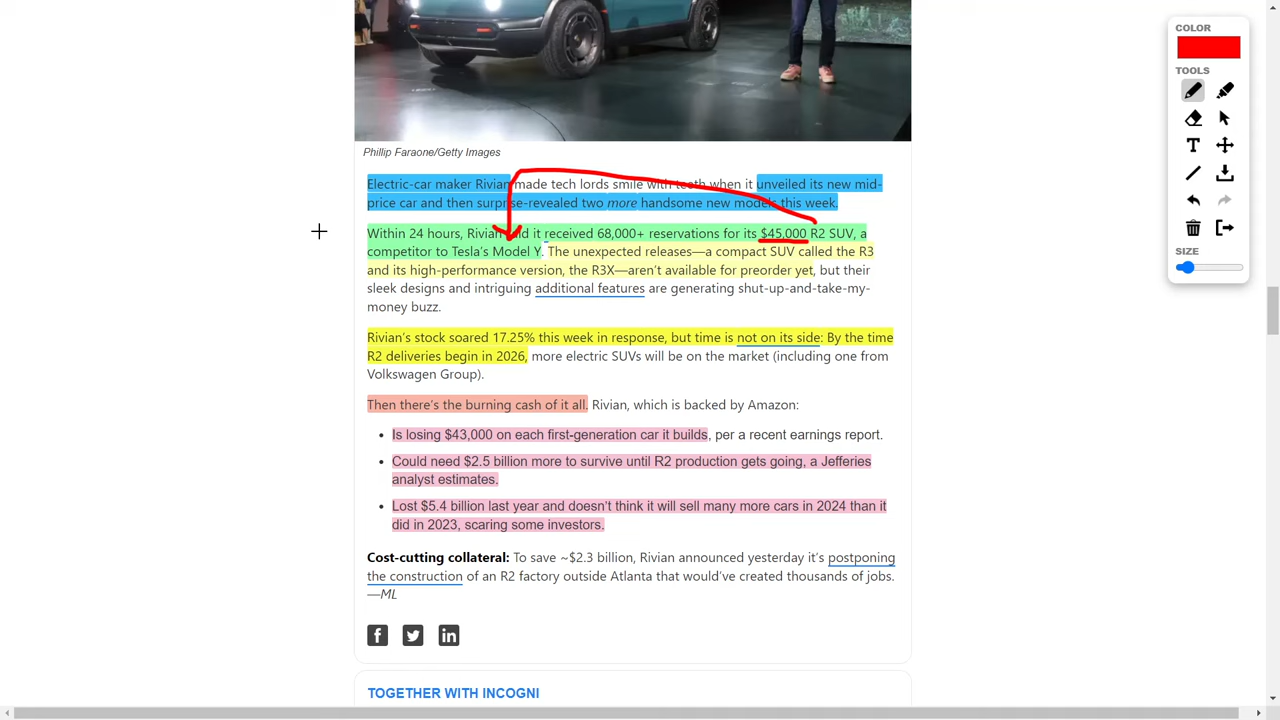 COLOR
TOOLS
T
SIZE
Phillip Faraone/Getty Images
Electric-car maker Rivian made tech lords smile with teeth when it unveiled its new mid-
price car and then surprise-revealed two more handsome new models this week.
Within 24 hours, Rivian said it received 68,000+ reservations for its $45,000 R2 SUV, a
competitor to Tesla's Model Y. The unexpected releases—a compact SUV called the R3
and its high-performance version, the R3X—aren't available for preorder yet, but their
sleek designs and intriguing additional features are generating shut-up-and-take-my-
money buzz.
Rivian's stock soared 17.25% this week in response, but time is not on its side: By the time
R2 deliveries begin in 2026, more electric SUVs will be on the market (including one from
Volkswagen Group).
Then there's the burning cash of it all. Rivian, which is backed by Amazon:
• Is losing $43,000 on each first-generation car it builds, per a recent earnings report.
• Could need $2.5 billion more to survive until R2 production gets going, a Jefferies
analyst estimates.
• Lost $5.4 billion last year and doesn't think it will sell many more cars in 2024 than it
did in 2023, scaring some investors.
Cost-cutting collateral: To save ~$2.3 billion, Rivian announced yesterday it's postponing
the construction of an R2 factory outside Atlanta that would've created thousands of jobs.
—ML
f in
TOGETHER WITH INCOGNI